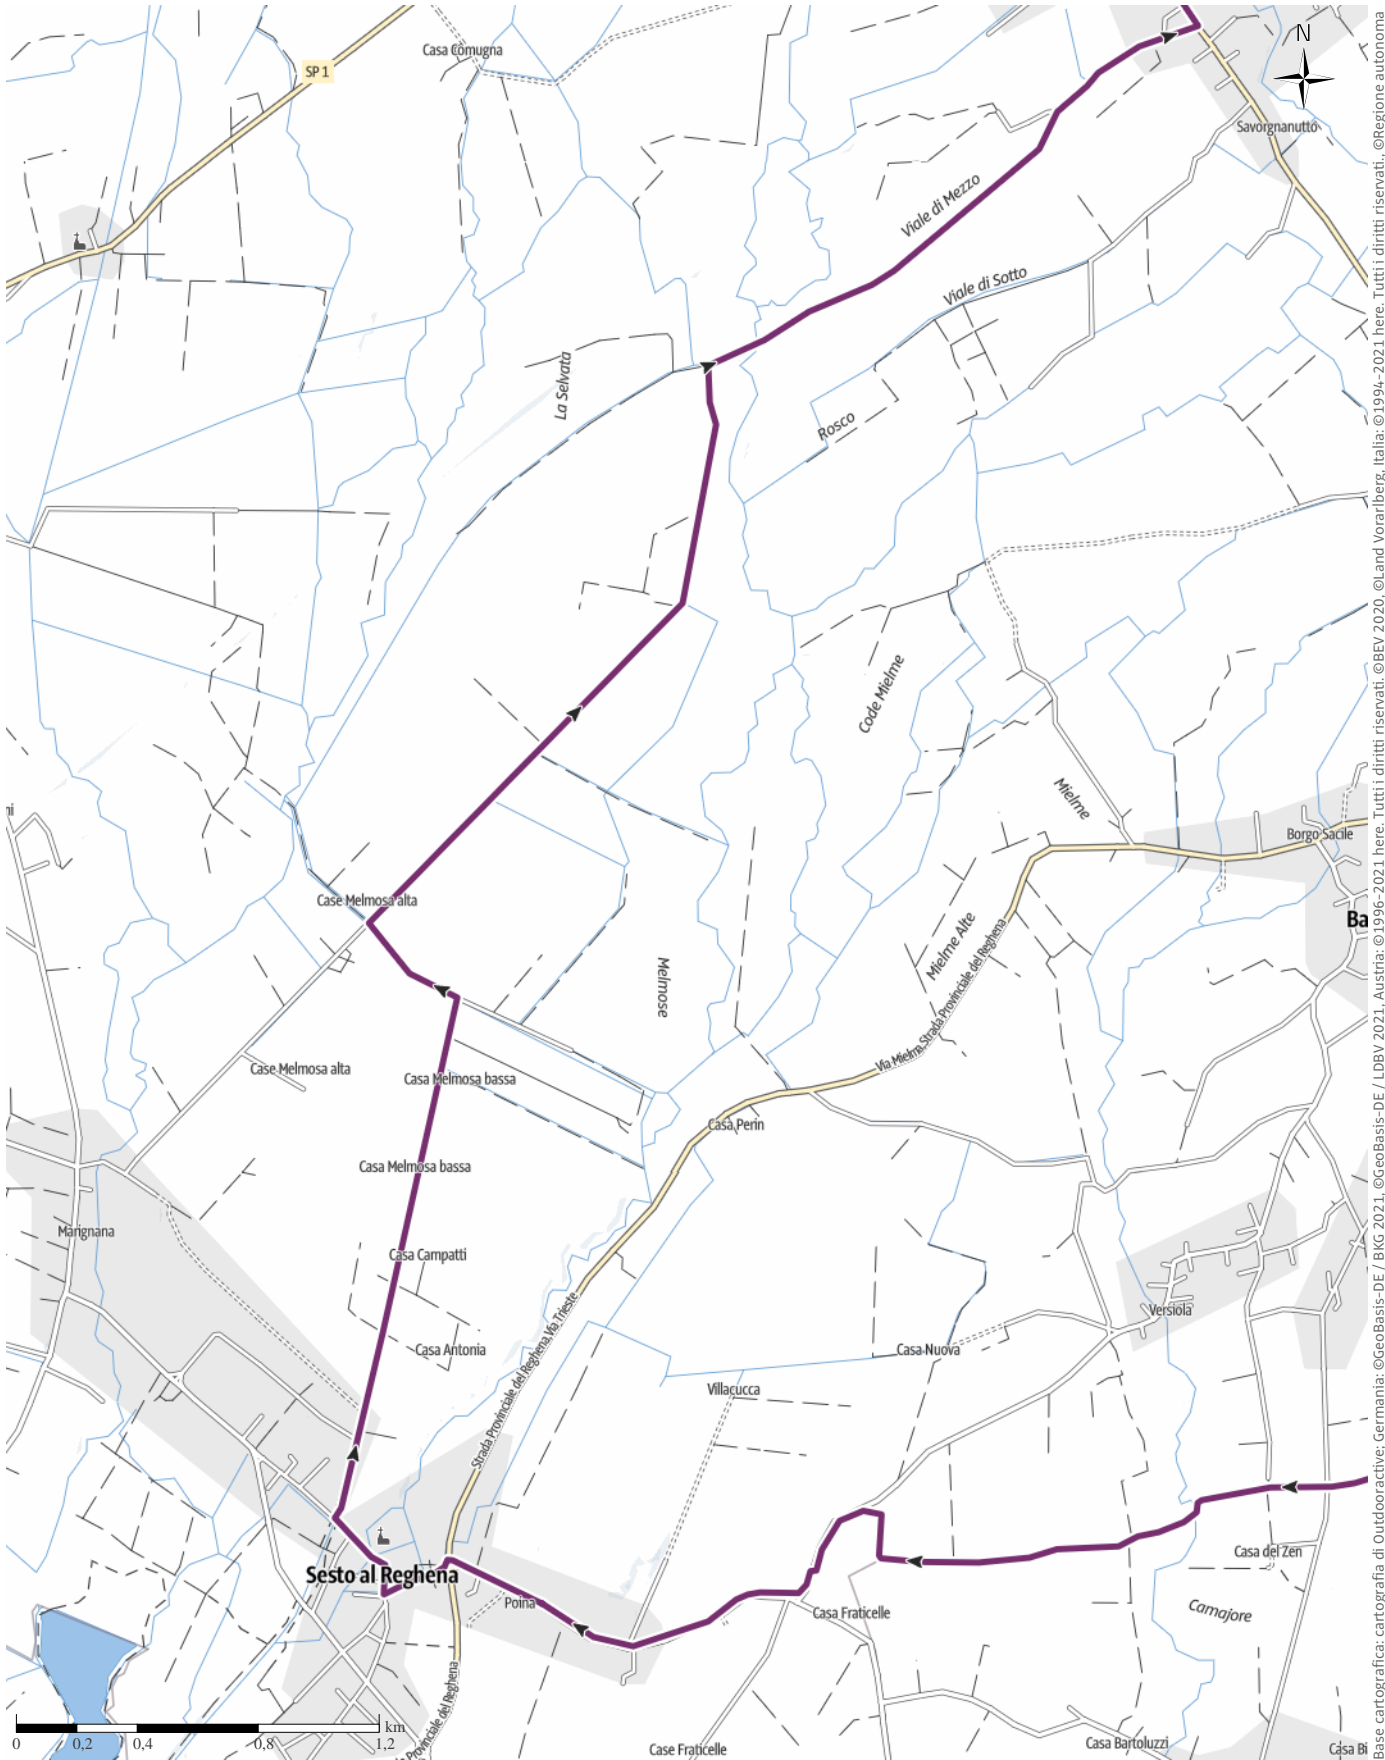 Casa Comugna
SP 1
N
Savorgnanutto
Viale di Mezzo
Viale di Sotto
La Selvata
Rosco
Code Mielme
Mielme
Borgo Sacile
ni
Case Melmosa alta
Ba
Mielme Alte
Melmose
Via Mielma, Strada Provinciale del Reghena
Case Melmosa alta
Casa Melmosa bassa
Casa Perin
Casa Melmosa bassa
Marignana
Casa Campatti
Versiola
Casa Antonia
Casa Nuova
Strada Provinciale del Reghena, Via Trieste
Villacucca
Casa del Zen
Sesto al Reghena
Poina
Casa Fraticelle
Camajore
a Provinciale del Reghena
km
0 0,2 0,4 0,8 1,2
Case Fraticelle
Casa Bartoluzzi
Casa Bi
Base cartografica: cartografia di Outdooractive; Germania: ©GeoBasis-DE / BKG 2021, ©GeoBasis-DE / LDBV 2021, Austria: ©1996-2021 here. Tutti i diritti riservati. ©BEV 2020, ©Land Vorarlberg, Italia: ©1994-2021 here. Tutti i diritti riservati., ©Regione autonoma